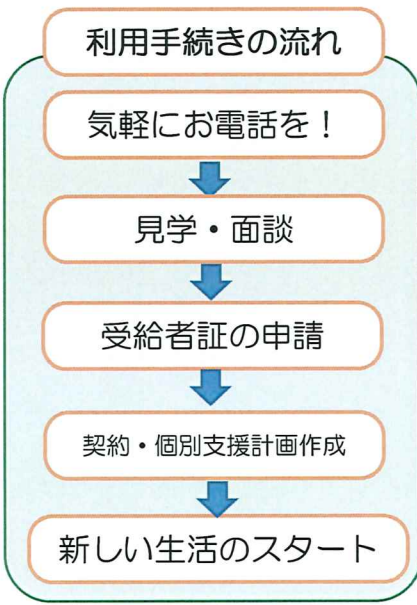 利用手続きの流れ
気軽にお電話を！
見学・面談
受給者証の申請
契約・個別支援計画作成
新しい生活のスタート